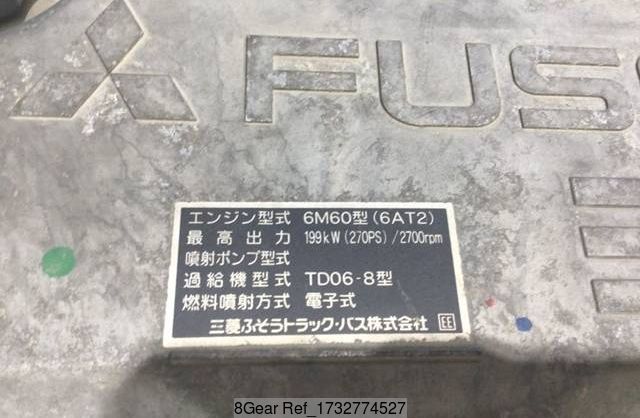 FUSO
エンジン型式 6M60型(6AT2)
最高出力 199kW(270PS)/2700rpm
噴射ポンプ型式
過給機型式 TD06-8型
燃料噴射方式 電子式
三菱ふそうトラック・バス株式会社 EE
8Gear Ref_1732774527